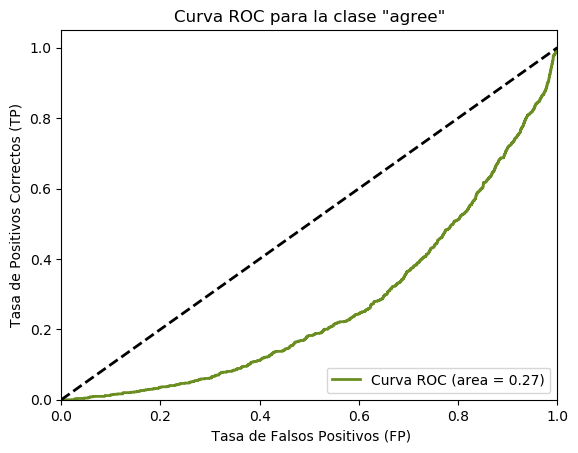 Curva ROC para la clase "agree"
Tasa de Positivos Correctos (TP)
1.0
0.8
0.6
0.4
0.2
0.0
Curva ROC (area = 0.27)
0.0 0.2 0.4 0.6 0.8 1.0
Tasa de Falsos Positivos (FP)